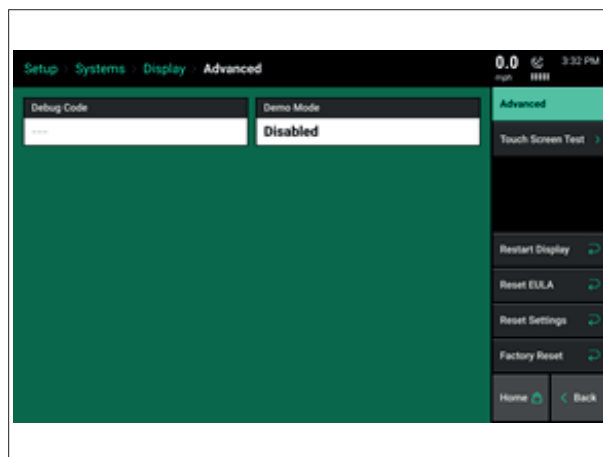 Setup > Systems > Display > Advanced
0.0
mph
3:32 PM
Debug Code
---
Demo Mode
Disabled
Advanced
Touch Screen Test >
Restart Display
Reset EULA
Reset Settings
Factory Reset
Home
< Back